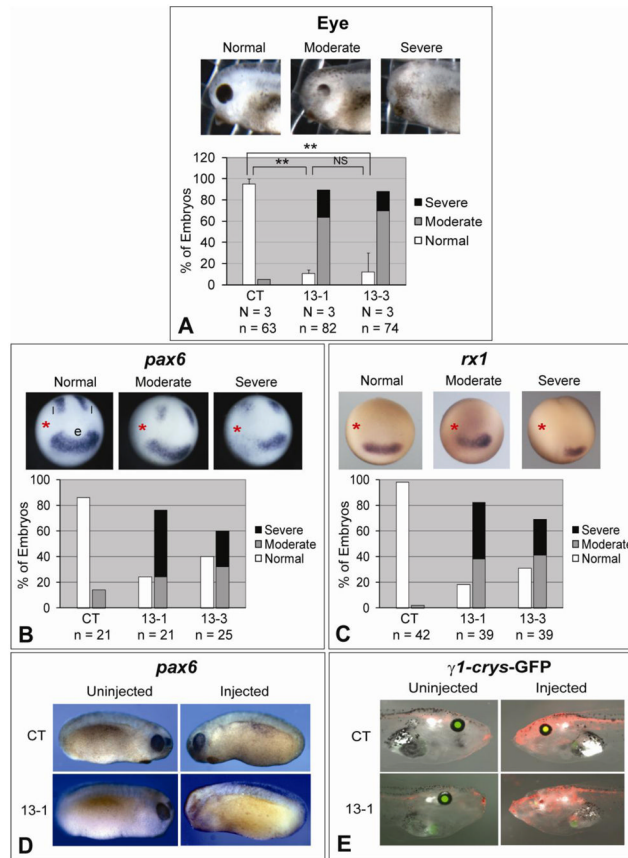 Eye
Normal Moderate Severe
**
** NS
120
100
80
60
40
20
0
% of Embryos
Severe
Moderate
Normal
CT 13-1 13-3
N = 3 N = 3 N = 3
n = 63 n = 82 n = 74
A
pax6
Normal Moderate Severe
l l
* e * *
100
80
60
40
20
0
% of Embryos
Severe
Moderate
Normal
CT 13-1 13-3
n = 21 n = 21 n = 25
B
rx1
Normal Moderate Severe
* * *
100
80
60
40
20
0
% of Embryos
Severe
Moderate
Normal
CT 13-1 13-3
n = 42 n = 39 n = 39
C
pax6
Uninjected Injected
CT
13-1
D
γ1-crys-GFP
Uninjected Injected
CT
13-1
E